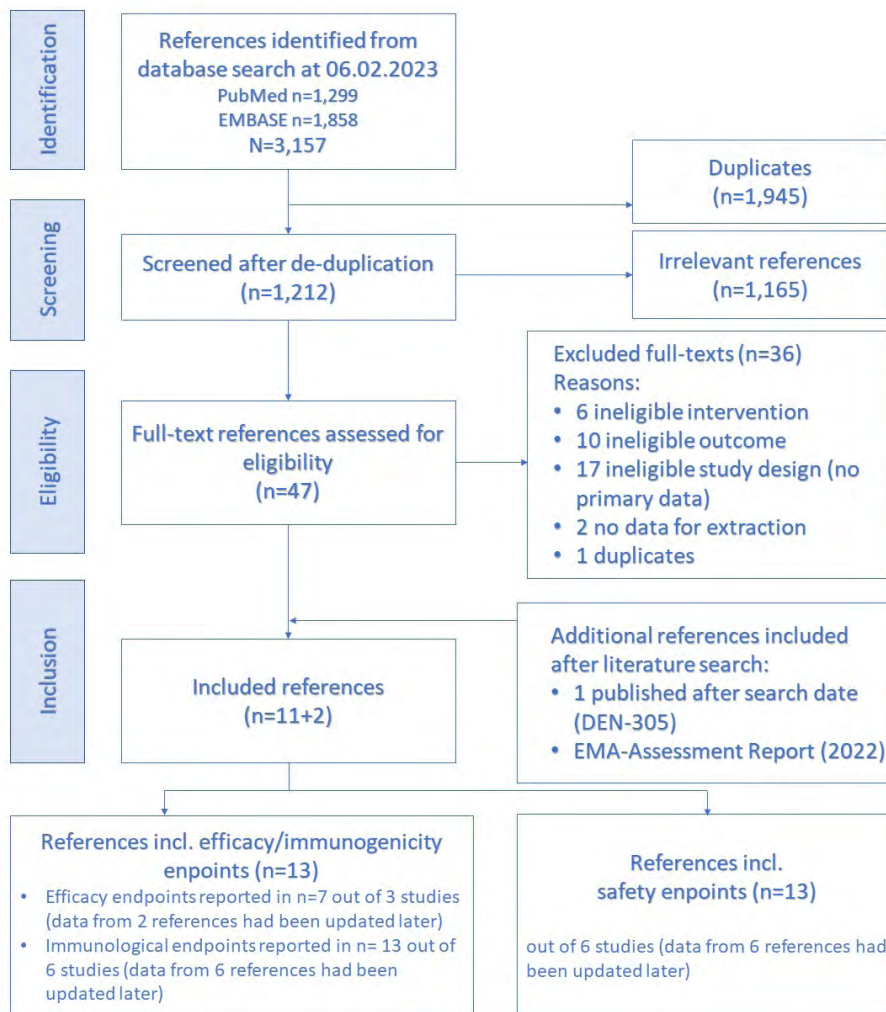 Identification
References identified from
database search at 06.02.2023
PubMed n=1,299
EMBASE n=1,858
N=3,157
Duplicates
(n=1,945)
Screening
Screened after de-duplication
(n=1,212)
Irrelevant references
(n=1,165)
Eligibility
Full-text references assessed for
eligibility
(n=47)
Excluded full-texts (n=36)
Reasons:
• 6 ineligible intervention
• 10 ineligible outcome
• 17 ineligible study design (no
primary data)
• 2 no data for extraction
• 1 duplicates
Inclusion
Included references
(n=11+2)
Additional references included
after literature search:
• 1 published after search date
(DEN-305)
• EMA-Assessment Report (2022)
References incl. efficacy/immunogenicity
enpoints (n=13)
• Efficacy endpoints reported in n=7 out of 3 studies
(data from 2 references had been updated later)
• Immunological endpoints reported in n= 13 out of
6 studies (data from 6 references had been
updated later)
References incl.
safety enpoints (n=13)
out of 6 studies (data from 6 references had
been updated later)